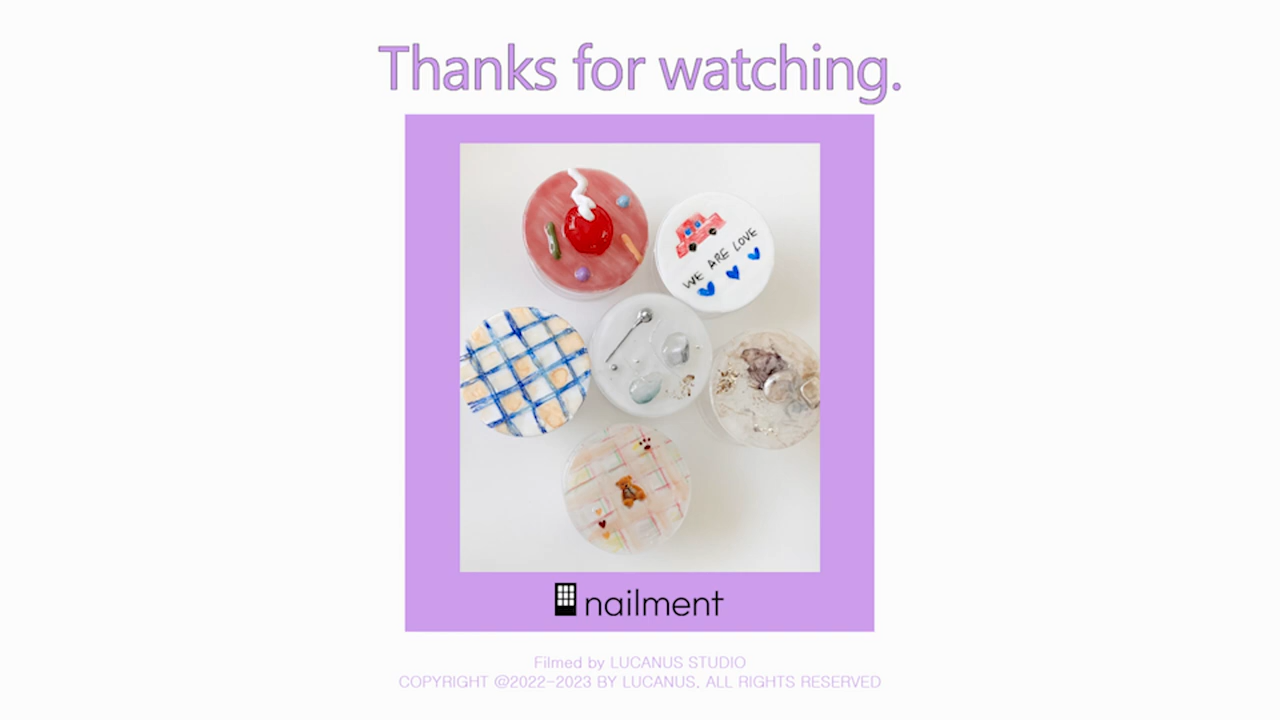 Thanks for watching.
WE ARE LOVE
nailment
Filmed by LUCANUS STUDIO
COPYRIGHT @2022-2023 BY LUCANUS, ALL RIGHTS RESERVED